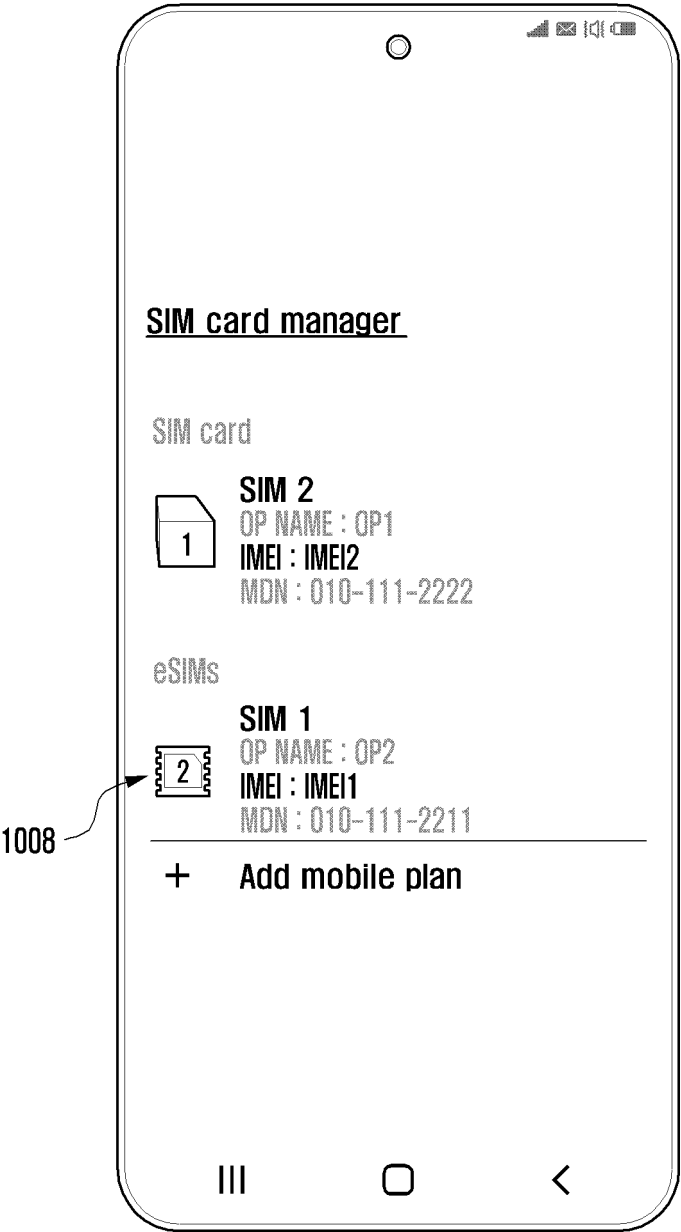 SIM card manager
SIM card
1
SIM 2
OP NAME : OP1
IMEI : IMEI2
MDN : 010-111-2222
eSIMs
2
SIM 1
OP NAME : OP2
IMEI : IMEI1
MDN : 010-111-2211
1008
+ Add mobile plan